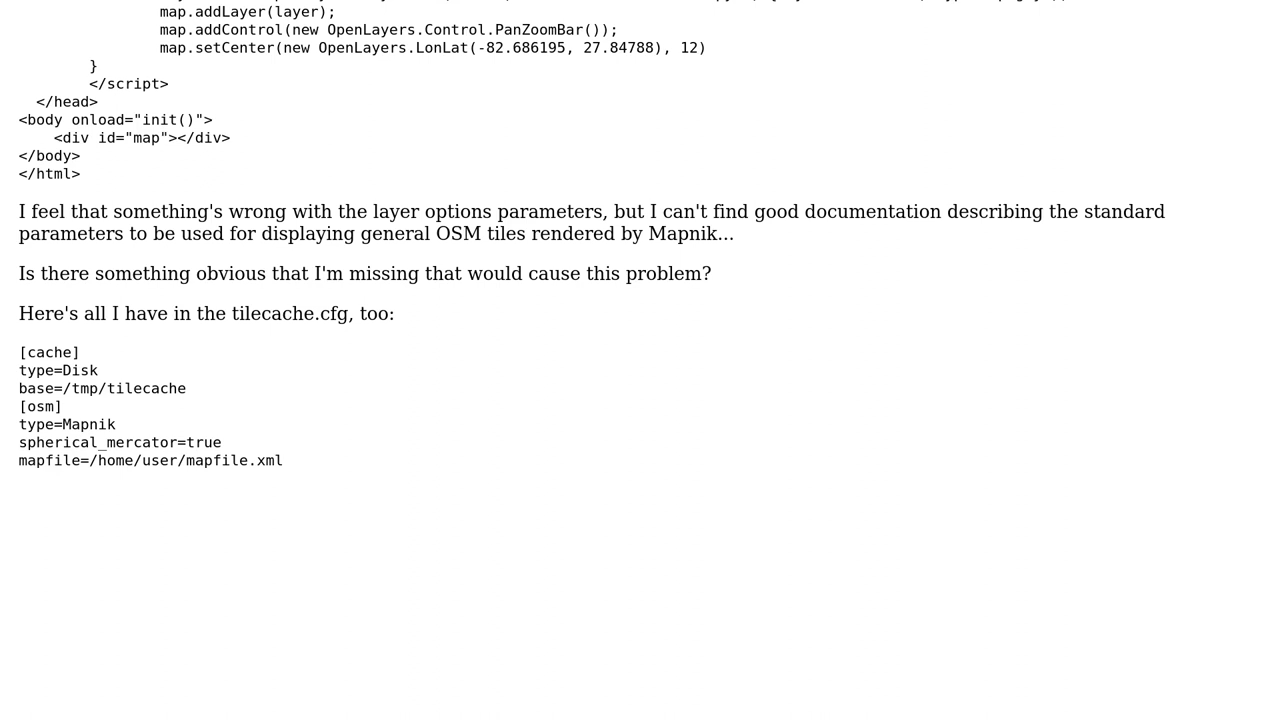 map.addLayer(layer);
map.addControl(new OpenLayers.Control.PanZoomBar());
map.setCenter(new OpenLayers.LonLat(-82.686195, 27.84788), 12)
}
</script>
</head>
<body onload="init()">
<div id="map"></div>
</body>
</html>
I feel that something's wrong with the layer options parameters, but I can't find good documentation describing the standard
parameters to be used for displaying general OSM tiles rendered by Mapnik...
Is there something obvious that I'm missing that would cause this problem?
Here's all I have in the tilecache.cfg, too:
[cache]
type=Disk
base=/tmp/tilecache
[osm]
type=Mapnik
spherical_mercator=true
mapfile=/home/user/mapfile.xml